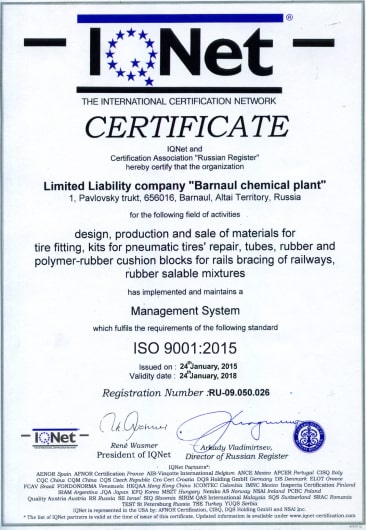 IQNet®
THE INTERNATIONAL CERTIFICATION NETWORK
CERTIFICATE
IQNet and
Certification Association "Russian Register"
hereby certify that the organization
Limited Liability company "Barnaul chemical plant"
1, Pavlovsky trukt, 656016, Barnaul, Altai Territory, Russia
for the following field of activities
design, production and sale of materials for
tire fitting, kits for pneumatic tires' repair, tubes, rubber and
polymer-rubber cushion blocks for rails bracing of railways,
rubber salable mixtures
has implemented and maintains a
Management System
which fulfils the requirements of the following standard
ISO 9001:2015
Issued on : 24th January, 2015
Validity date : 24th January, 2018
Registration Number :RU-09.050.026
IQNet
René Wasmer
President of IQNet
Arkady Vladimirtsev,
Director of Russian Register
IQNet Partners*:
AENOR Spain AFNOR Certification France AIB-Vinçotte International Belgium ANCE Mexico APCER Portugal CISQ Italy
CQC China CQM China CQS Czech Republic Cro Cert Croatia DQS Holding GmbH Germany DS Denmark ELOT Greece
FCAV Brazil FONDONORMA Venezuela HKQAA Hong Kong China ICONTEC Colombia IMNC Mexico Inspecta Certification Finland
IRAM Argentina JQA Japan KFQ Korea MSZT Hungary Nemko AS Norway NSAI Ireland PCBC Poland
Quality Austria Austria RR Russia SII Israel SIQ Slovenia SIRIM QAS International Malaysia SQS Switzerland SRAC Romania
TEST St Petersburg Russia TSE Turkey YUQS Serbia
IQNet is represented in the USA by: AFNOR Certification, CISQ, DQS Holding GmbH and NSAI Inc.
* The list of IQNet partners is valid at the time of issue of this certificate. Updated information is available under www.iqnet-certification.com